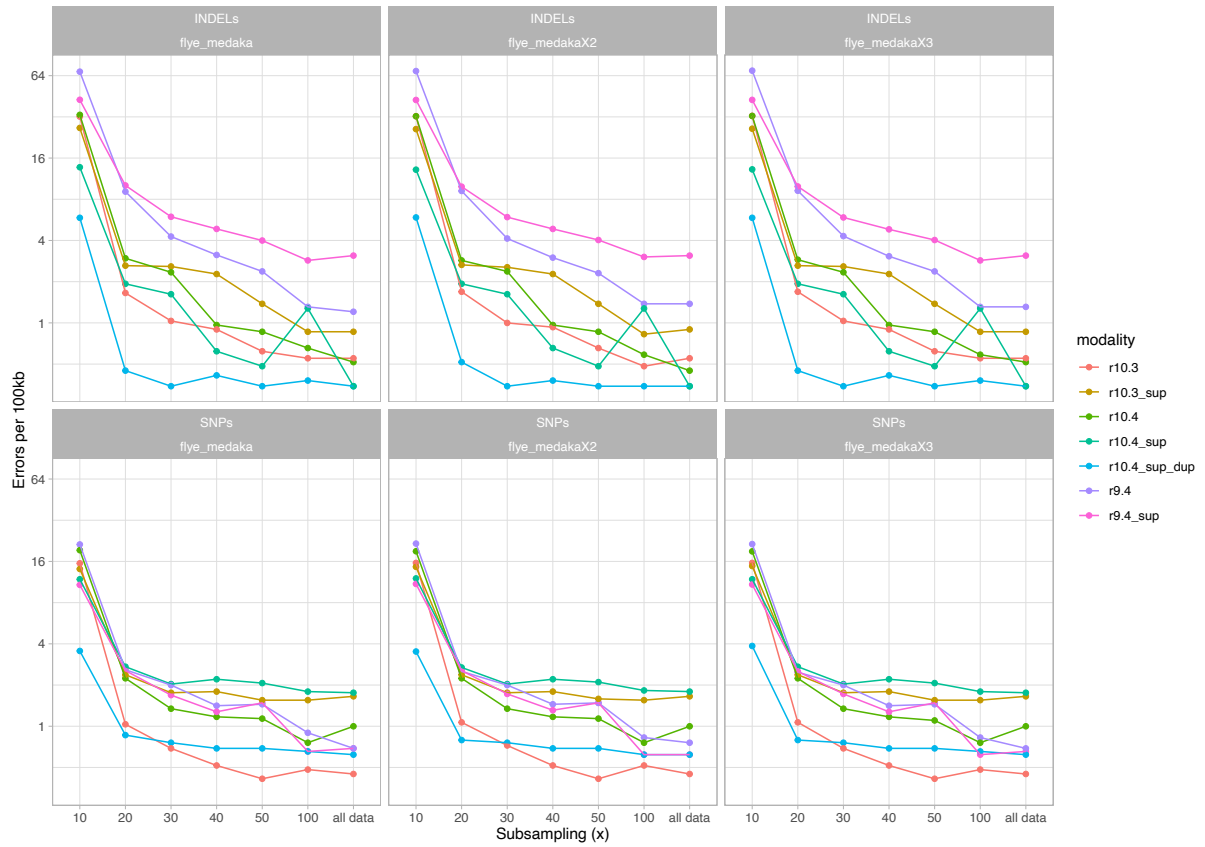 INDELs
flye_medaka
INDELs
flye_medakaX2
INDELs
flye_medakaX3
64
16
4
1
SNPs
flye_medaka
SNPs
flye_medakaX2
SNPs
flye_medakaX3
64
16
4
1
Errors per 100kb
10 20 30 40 50 100 all data
10 20 30 40 50 100 all data
10 20 30 40 50 100 all data
Subsampling (x)
modality
r10.3
r10.3_sup
r10.4
r10.4_sup
r10.4_sup_dup
r9.4
r9.4_sup